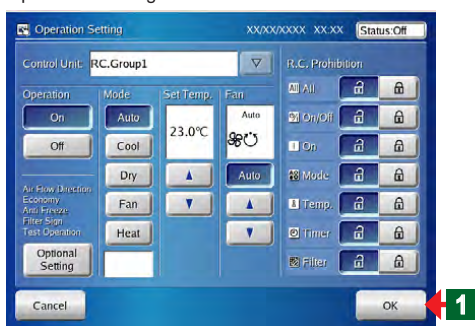 Operation Setting
XX/XX/XXXX XX:XX
Status:Off
Control Unit:
RC.Group1
R.C. Prohibition
All
On/Off
On
Mode
Temp.
Timer
Filter
Operation
On
Off
Air Flow Direction
Economy
Anti Freeze
Filter Sign
Test Operation
Optional
Setting
Mode
Auto
Cool
Dry
Fan
Heat
Set Temp.
23.0°C
Fan
Auto
Auto
Cancel
OK
1